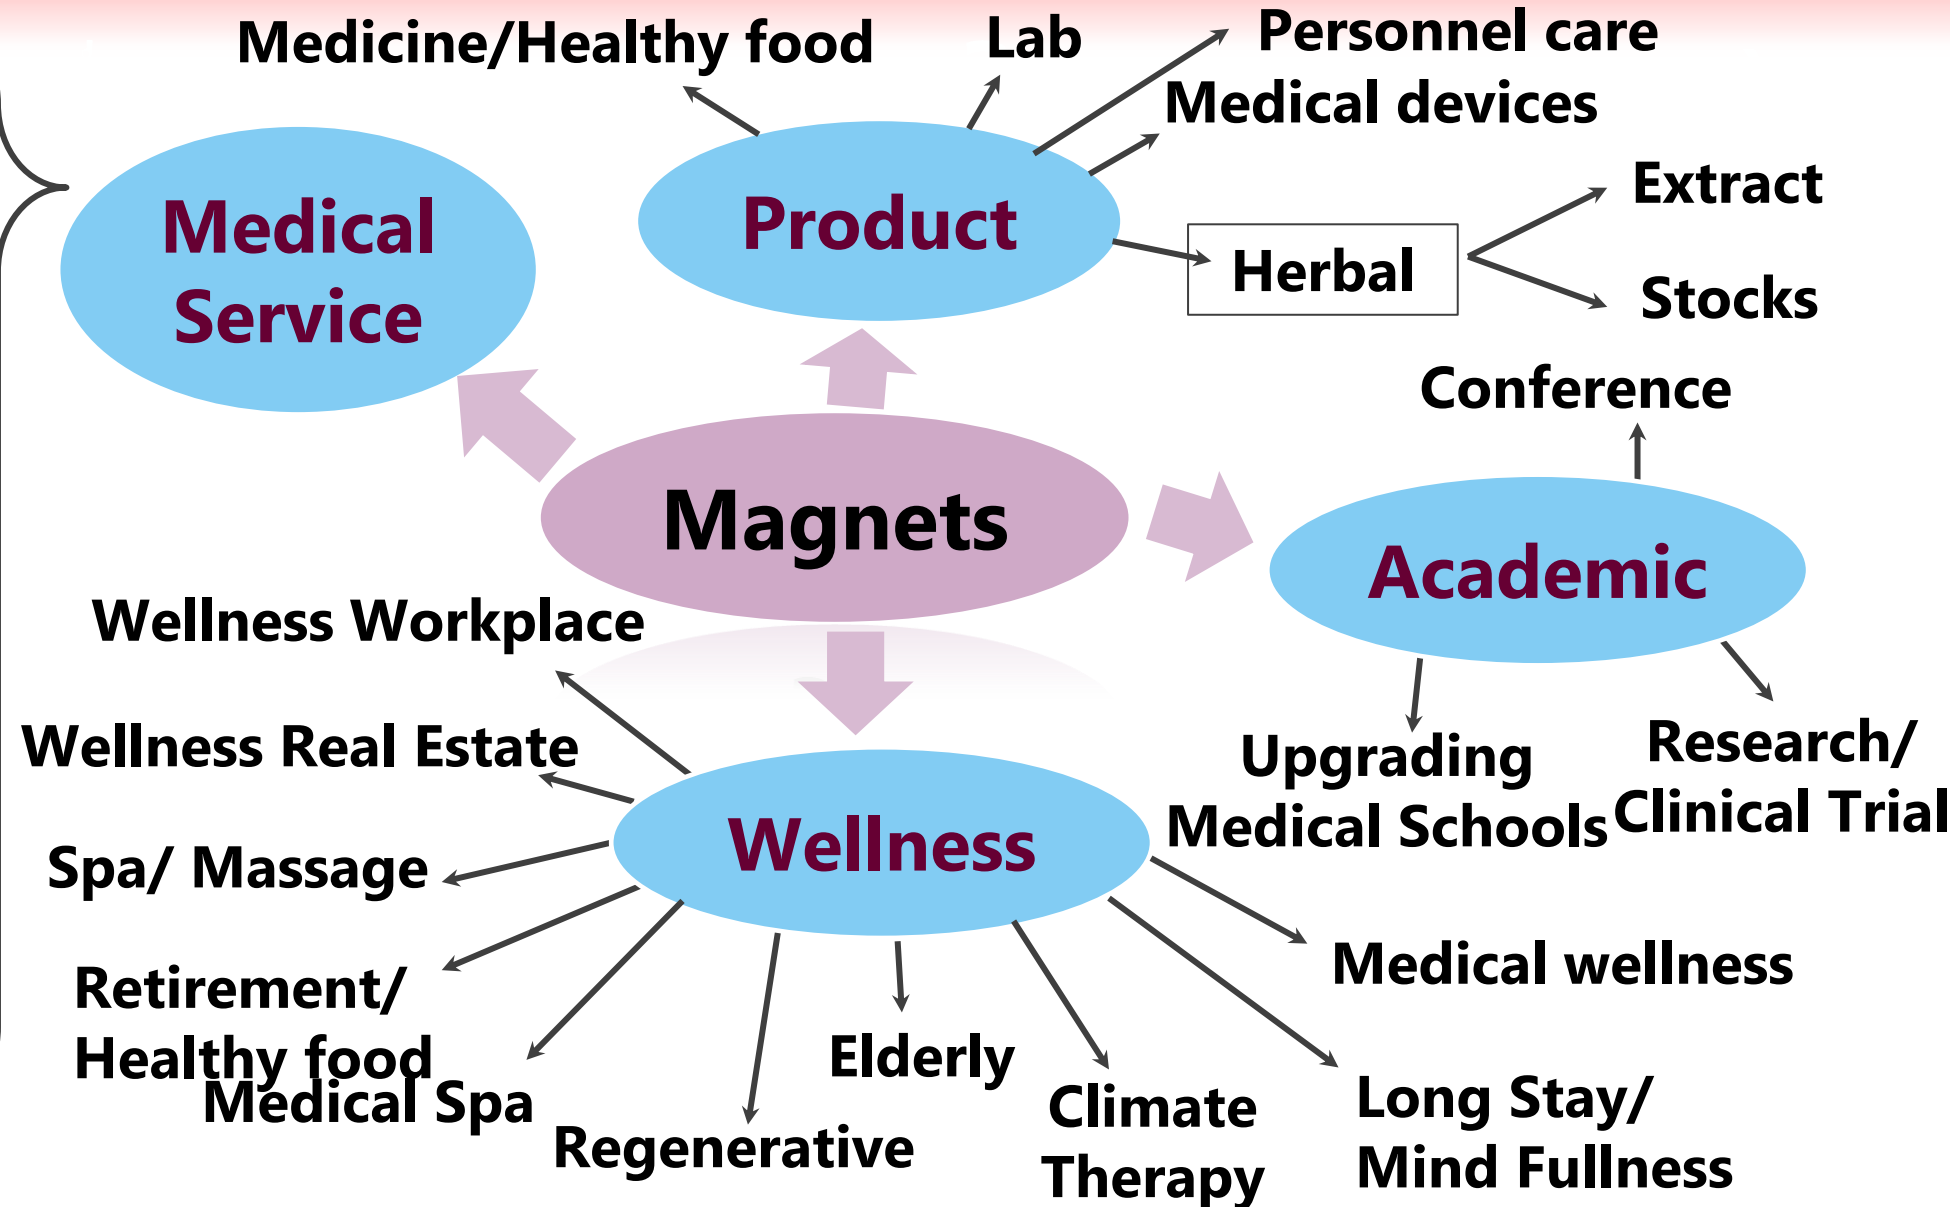 Medicine/Healthy food
Lab
Personnel care
Medical devices
Medical
Service
Product
Extract
Herbal
Stocks
Conference
Magnets
Academic
Wellness Workplace
Wellness Real Estate
Upgrading
Medical Schools
Research/
Clinical Trial
Wellness
Spa/ Massage
Retirement/
Healthy food
Medical Spa
Regenerative
Elderly
Climate
Therapy
Medical wellness
Long Stay/
Mind Fullness